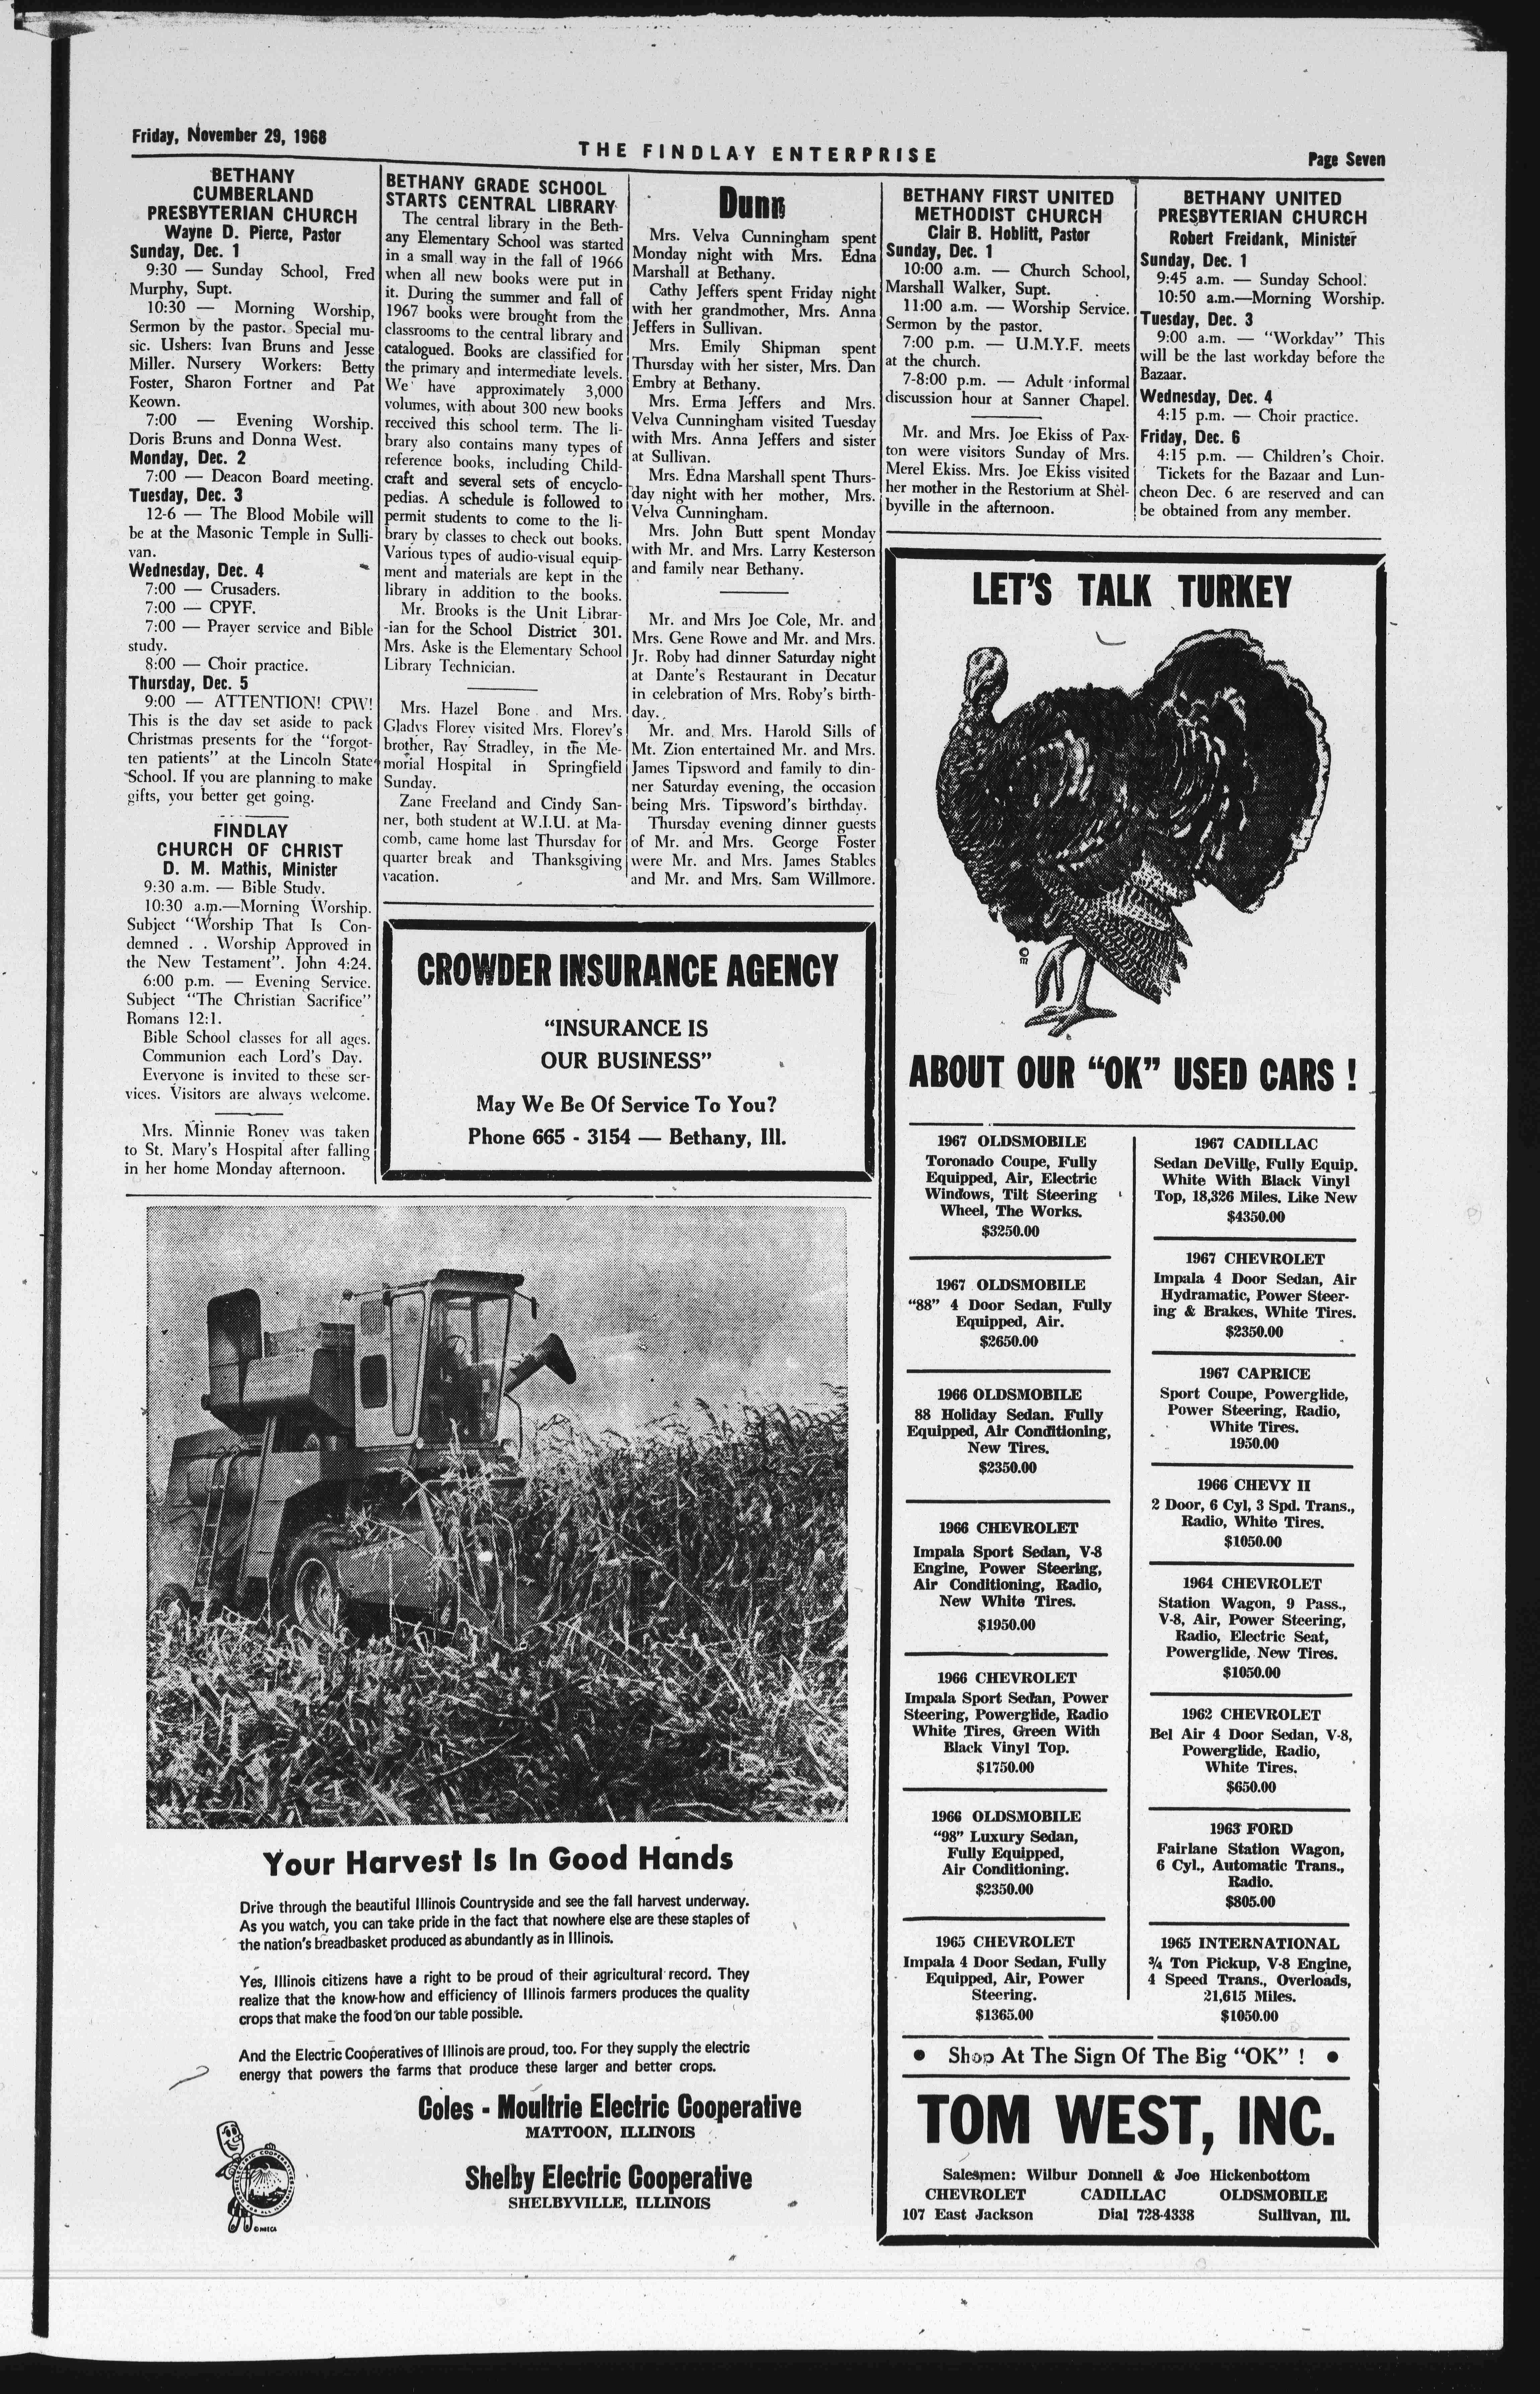 Friday, November 29, 1968
THE FINDLAY ENTERPRISE
Page Seven
BETHANY
CUMBERLAND
PRESBYTERIAN CHURCH
Wayne D. Pierce, Pastor
Sunday, Dec. 1
9:30 — Sunday School, Fred
Murphy, Supt.
10:30 — Morning Worship,
Sermon by the pastor. Special mu-
sic. Ushers: Ivan Bruns and Jesse
Miller. Nursery Workers: Betty
Foster, Sharon Fortner and Pat
Keown.
7:00 — Evening Worship.
Doris Bruns and Donna West.
Monday, Dec. 2
7:00 — Deacon Board meeting.
Tuesday, Dec. 3
12-6 — The Blood Mobile will
be at the Masonic Temple in Sulli-
van.
Wednesday, Dec. 4
7:00 — Crusaders.
7:00 — CPYF.
7:00 — Prayer service and Bible
study.
8:00 — Choir practice.
Thursday, Dec. 5
9:00 — ATTENTION! CPW!
This is the day set aside to pack
Christmas presents for the "forgot-
ten patients" at the Lincoln State
School. If you are planning to make
gifts, you better get going.
FINDLAY
CHURCH OF CHRIST
D. M. Mathis, Minister
9:30 a.m. — Bible Study.
10:30 a.m.—Morning Worship.
Subject "Worship That Is Con-
demned . . Worship Approved in
the New Testament". John 4:24.
6:00 p.m. — Evening Service.
Subject "The Christian Sacrifice"
Romans 12:1.
Bible School classes for all ages.
Communion each Lord's Day.
Everyone is invited to these ser-
vices. Visitors are always welcome.
Mrs. Minnie Roney was taken
to St. Mary's Hospital after falling
in her home Monday afternoon.
BETHANY GRADE SCHOOL
STARTS CENTRAL LIBRARY
The central library in the Beth-
any Elementary School was started
in a small way in the fall of 1966
when all new books were put in
it. During the summer and fall of
1967 books were brought from the
classrooms to the central library and
catalogued. Books are classified for
the primary and intermediate levels.
We have approximately 3,000
volumes, with about 300 new books
received this school term. The li-
brary also contains many types of
reference books, including Child-
craft and several sets of encyclo-
pedias. A schedule is followed to
permit students to come to the li-
brary by classes to check out books.
Various types of audio-visual equip-
ment and materials are kept in the
library in addition to the books.
Mr. Brooks is the Unit Librar-
-ian for the School District 301.
Mrs. Aske is the Elementary School
Library Technician.
Mrs. Hazel Bone and Mrs.
Gladys Florey visited Mrs. Florey's
brother, Ray Stradley, in the Me-
morial Hospital in Springfield
Sunday.
Zane Freeland and Cindy San-
ner, both student at W.I.U. at Ma-
comb, came home last Thursday for
quarter break and Thanksgiving
vacation.
Dunn
Mrs. Velva Cunningham spent
Monday night with Mrs. Edna
Marshall at Bethany.
Cathy Jeffers spent Friday night
with her grandmother, Mrs. Anna
Jeffers in Sullivan.
Mrs. Emily Shipman spent
Thursday with her sister, Mrs. Dan
Embry at Bethany.
Mrs. Erma Jeffers and Mrs.
Velva Cunningham visited Tuesday
with Mrs. Anna Jeffers and sister
at Sullivan.
Mrs. Edna Marshall spent Thurs-
day night with her mother, Mrs.
Velva Cunningham.
Mrs. John Butt spent Monday
with Mr. and Mrs. Larry Kesterson
and family near Bethany.
Mr. and Mrs Joe Cole, Mr. and
Mrs. Gene Rowe and Mr. and Mrs.
Jr. Roby had dinner Saturday night
at Dante's Restaurant in Decatur
in celebration of Mrs. Roby's birth-
day.
Mr. and Mrs. Harold Sills of
Mt. Zion entertained Mr. and Mrs.
James Tipsword and family to din-
ner Saturday evening, the occasion
being Mrs. Tipsword's birthday.
Thursday evening dinner guests
of Mr. and Mrs. George Foster
were Mr. and Mrs. James Stables
and Mr. and Mrs. Sam Willmore.
BETHANY FIRST UNITED
METHODIST CHURCH
Clair B. Hoblitt, Pastor
Sunday, Dec. 1
10:00 a.m. — Church School,
Marshall Walker, Supt.
11:00 a.m. — Worship Service.
Sermon by the pastor.
7:00 p.m. — U.M.Y.F. meets
at the church.
7-8:00 p.m. — Adult informal
discussion hour at Sanner Chapel.
Mr. and Mrs. Joe Ekiss of Pax-
ton were visitors Sunday of Mrs.
Merel Ekiss. Mrs. Joe Ekiss visited
her mother in the Restorium at Shel-
byville in the afternoon.
BETHANY UNITED
PRESBYTERIAN CHURCH
Robert Freidank, Minister
Sunday, Dec. 1
9:45 a.m. — Sunday School.
10:50 a.m.—Morning Worship.
Tuesday, Dec. 3
9:00 a.m. — "Workday" This
will be the last workday before the
Bazaar.
Wednesday, Dec. 4
4:15 p.m. — Choir practice.
Friday, Dec. 6
4:15 p.m. — Children's Choir.
Tickets for the Bazaar and Lun-
cheon Dec. 6 are reserved and can
be obtained from any member.
CROWDER INSURANCE AGENCY
"INSURANCE IS
OUR BUSINESS"
May We Be Of Service To You?
Phone 665 - 3154 — Bethany, Ill.
Your Harvest Is In Good Hands
Drive through the beautiful Illinois Countryside and see the fall harvest underway.
As you watch, you can take pride in the fact that nowhere else are these staples of
the nation's breadbasket produced as abundantly as in Illinois.
Yes, Illinois citizens have a right to be proud of their agricultural record. They
realize that the know-how and efficiency of Illinois farmers produces the quality
crops that make the food on our table possible.
And the Electric Cooperatives of Illinois are proud, too. For they supply the electric
energy that powers the farms that produce these larger and better crops.
Coles - Moultrie Electric Cooperative
MATTOON, ILLINOIS
Shelby Electric Cooperative
SHELBYVILLE, ILLINOIS
LET'S TALK TURKEY
ABOUT OUR "OK" USED CARS !
1967 OLDSMOBILE
Toronado Coupe, Fully
Equipped, Air, Electric
Windows, Tilt Steering
Wheel, The Works.
$3250.00
1967 OLDSMOBILE
"88" 4 Door Sedan, Fully
Equipped, Air.
$2650.00
1966 OLDSMOBILE
88 Holiday Sedan. Fully
Equipped, Air Conditioning,
New Tires.
$2350.00
1966 CHEVROLET
Impala Sport Sedan, V-8
Engine, Power Steering,
Air Conditioning, Radio,
New White Tires.
$1950.00
1966 CHEVROLET
Impala Sport Sedan, Power
Steering, Powerglide, Radio
White Tires, Green With
Black Vinyl Top.
$1750.00
1966 OLDSMOBILE
"98" Luxury Sedan,
Fully Equipped,
Air Conditioning.
$2350.00
1965 CHEVROLET
Impala 4 Door Sedan, Fully
Equipped, Air, Power
Steering.
$1365.00
1967 CADILLAC
Sedan DeVille, Fully Equip.
White With Black Vinyl
Top, 18,326 Miles. Like New
$4350.00
1967 CHEVROLET
Impala 4 Door Sedan, Air
Hydramatic, Power Steer-
ing & Brakes, White Tires.
$2350.00
1967 CAPRICE
Sport Coupe, Powerglide,
Power Steering, Radio,
White Tires.
1950.00
1966 CHEVY II
2 Door, 6 Cyl, 3 Spd. Trans.,
Radio, White Tires.
$1050.00
1964 CHEVROLET
Station Wagon, 9 Pass.,
V-8, Air, Power Steering,
Radio, Electric Seat,
Powerglide, New Tires.
$1050.00
1962 CHEVROLET
Bel Air 4 Door Sedan, V-8,
Powerglide, Radio,
White Tires.
$650.00
1963 FORD
Fairlane Station Wagon,
6 Cyl., Automatic Trans.,
Radio.
$805.00
1965 INTERNATIONAL
¾ Ton Pickup, V-8 Engine,
4 Speed Trans., Overloads,
21,615 Miles.
$1050.00
• Shop At The Sign Of The Big "OK" ! •
TOM WEST, INC.
Salesmen: Wilbur Donnell & Joe Hickenbottom
CHEVROLET CADILLAC OLDSMOBILE
107 East Jackson Dial 728-4338 Sullivan, Ill.